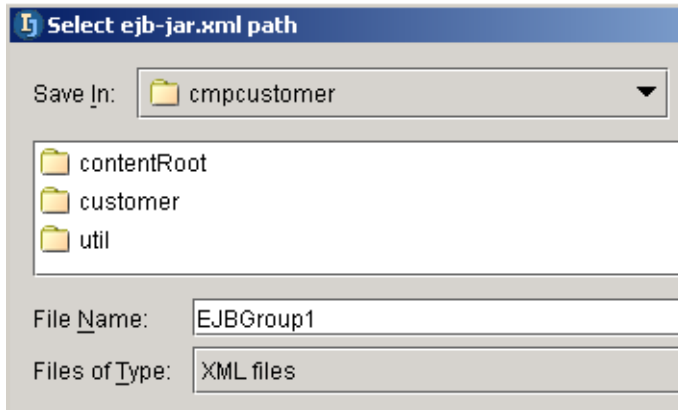 IJ Select ejb-jar.xml path
Save In: cmpcustomer
contentRoot
customer
util
File Name: EJBGroup1
Files of Type: XML files